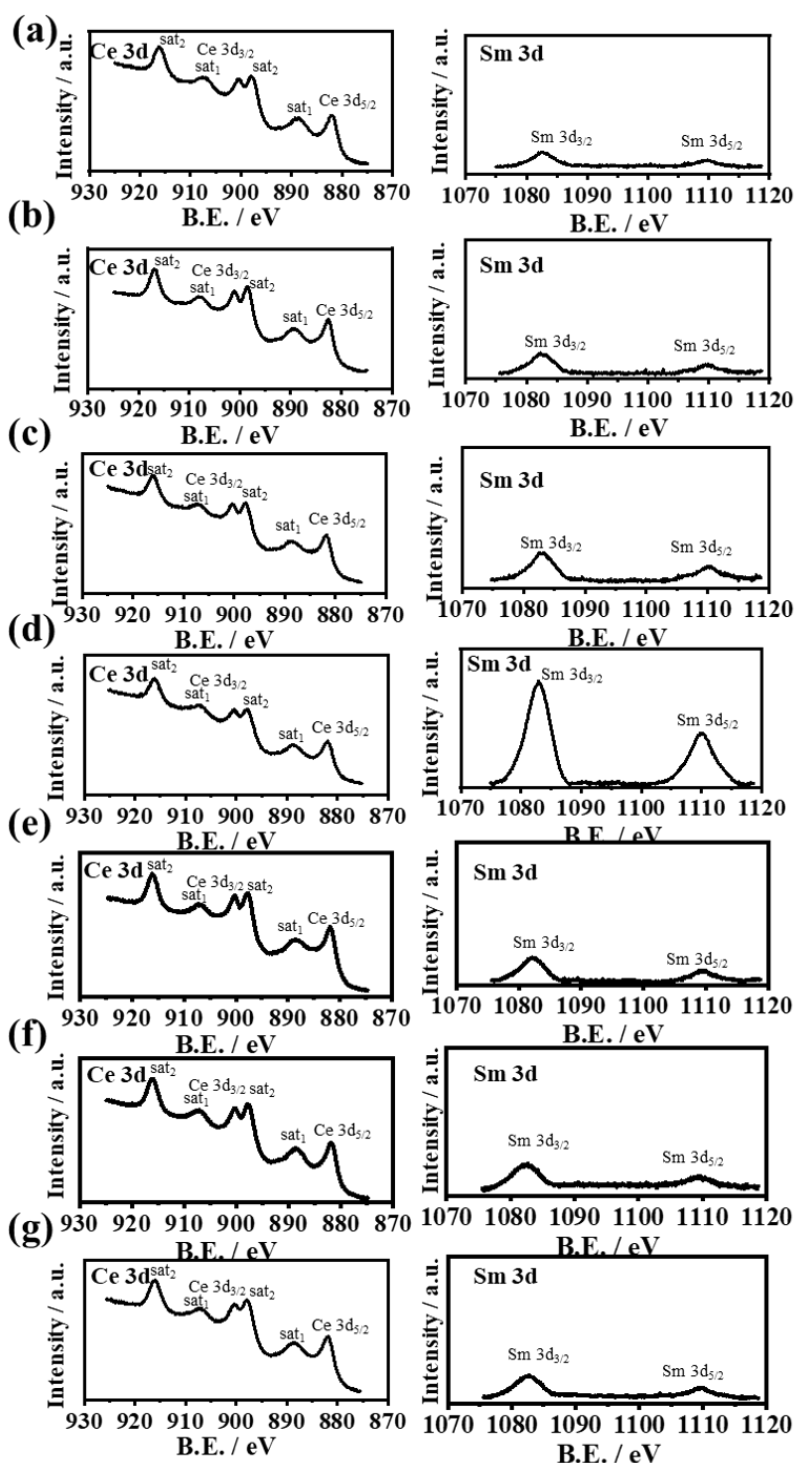 (a)
Ce 3d
sat2
Ce 3d3/2
sat1
sat2
sat1
Ce 3d5/2
Intensity / a.u.
930 920 910 900 890 880 870
B.E. / eV
Sm 3d
Sm 3d3/2
Sm 3d5/2
Intensity / a.u.
1070 1080 1090 1100 1110 1120
B.E. / eV
(b)
Ce 3d
sat2
Ce 3d3/2
sat1
sat2
sat1
Ce 3d5/2
Intensity / a.u.
930 920 910 900 890 880 870
B.E. / eV
Sm 3d
Sm 3d3/2
Sm 3d5/2
Intensity / a.u.
1070 1080 1090 1100 1110 1120
B.E. / eV
(c)
Ce 3d
sat2
Ce 3d3/2
sat1
sat2
sat1
Ce 3d5/2
Intensity / a.u.
930 920 910 900 890 880 870
B.E. / eV
Sm 3d
Sm 3d3/2
Sm 3d5/2
Intensity / a.u.
1070 1080 1090 1100 1110 1120
B.E. / eV
(d)
Ce 3d
sat2
Ce 3d3/2
sat1
sat2
sat1
Ce 3d5/2
Intensity / a.u.
930 920 910 900 890 880 870
B.E. / eV
Sm 3d
Sm 3d3/2
Sm 3d5/2
Intensity / a.u.
1070 1080 1090 1100 1110 1120
B.E. / eV
(e)
Ce 3d
sat2
Ce 3d3/2
sat1
sat2
sat1
Ce 3d5/2
Intensity / a.u.
930 920 910 900 890 880 870
B.E. / eV
Sm 3d
Sm 3d3/2
Sm 3d5/2
Intensity / a.u.
1070 1080 1090 1100 1110 1120
B.E. / eV
(f)
Ce 3d
sat2
Ce 3d3/2
sat1
sat2
sat1
Ce 3d5/2
Intensity / a.u.
930 920 910 900 890 880 870
B.E. / eV
Sm 3d
Sm 3d3/2
Sm 3d5/2
Intensity / a.u.
1070 1080 1090 1100 1110 1120
B.E. / eV
(g)
Ce 3d
sat2
Ce 3d3/2
sat1
sat2
sat1
Ce 3d5/2
Intensity / a.u.
930 920 910 900 890 880 870
B.E. / eV
Sm 3d
Sm 3d3/2
Sm 3d5/2
Intensity / a.u.
1070 1080 1090 1100 1110 1120
B.E. / eV